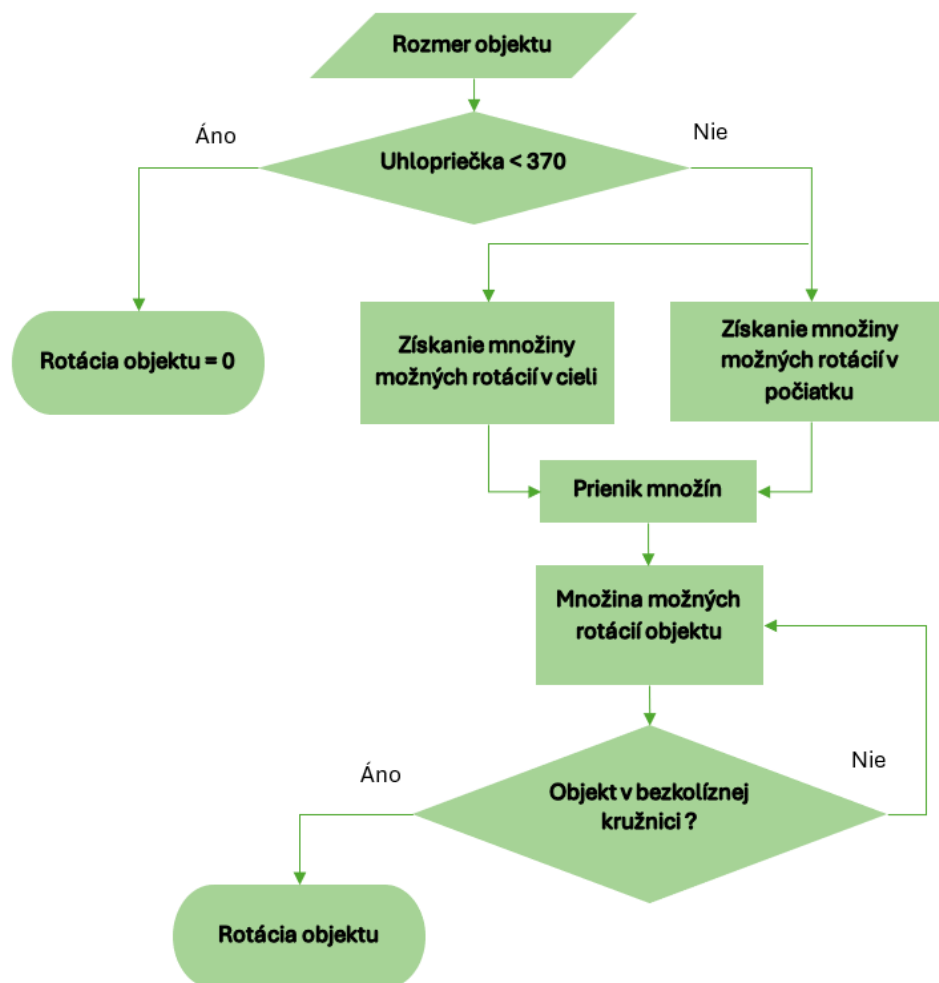 Rozmer objektu
Áno
Nie
Uhlopriečka < 370
Rotácia objektu = 0
Získanie množiny
možných rotácií v cieli
Získanie množiny
možných rotácií v
počiatku
Prienik množín
Množina možných
rotácií objektu
Áno
Nie
Objekt v bezkolíznej
kružnici ?
Rotácia objektu